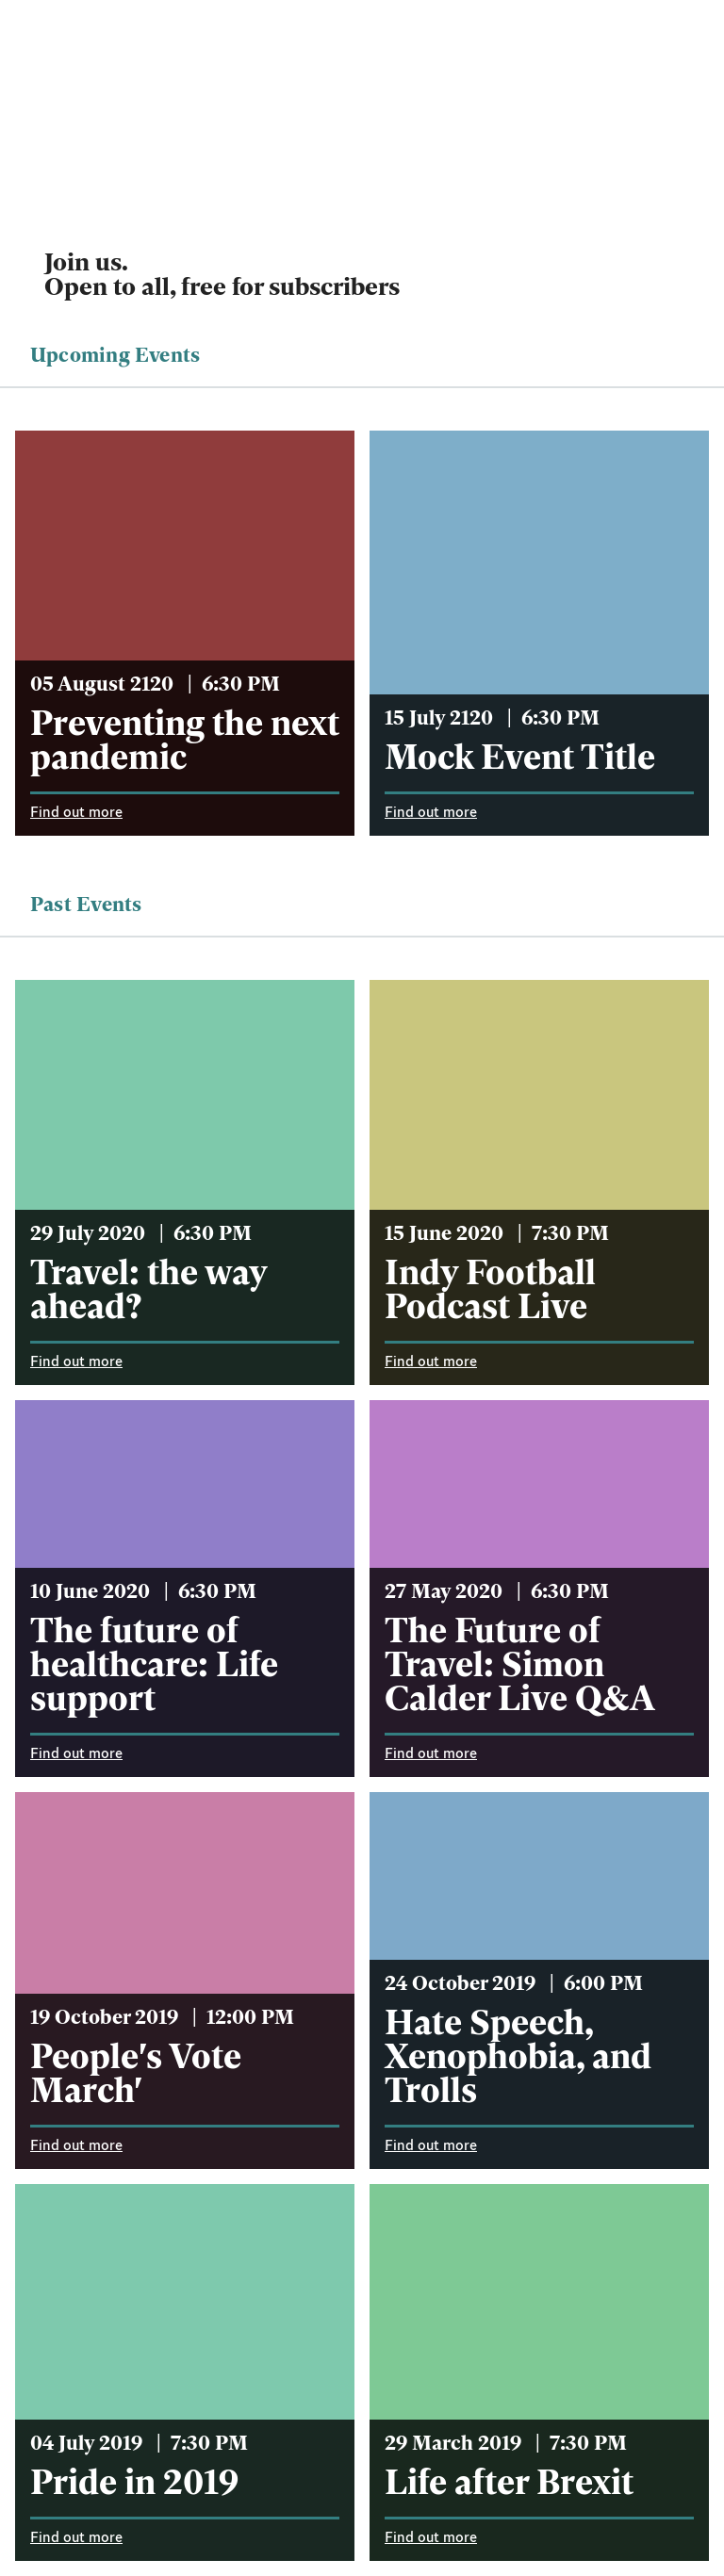 Join us.
Open to all, free for subscribers
Upcoming Events
05 August 2120 | 6:30 PM
Preventing the next
pandemic
Find out more
15 July 2120 | 6:30 PM
Mock Event Title
Find out more
Past Events
29 July 2020 | 6:30 PM
Travel: the way
ahead?
Find out more
15 June 2020 | 7:30 PM
Indy Football
Podcast Live
Find out more
10 June 2020 | 6:30 PM
The future of
healthcare: Life
support
Find out more
27 May 2020 | 6:30 PM
The Future of
Travel: Simon
Calder Live Q&A
Find out more
19 October 2019 | 12:00 PM
People's Vote
March'
Find out more
24 October 2019 | 6:00 PM
Hate Speech,
Xenophobia, and
Trolls
Find out more
04 July 2019 | 7:30 PM
Pride in 2019
Find out more
29 March 2019 | 7:30 PM
Life after Brexit
Find out more